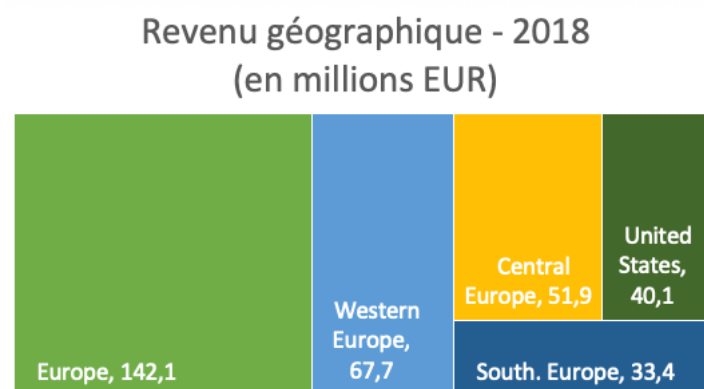 Revenu géographique - 2018
(en millions EUR)
Europe, 142,1
Western
Europe,
67,7
Central
Europe, 51,9
United
States,
40,1
South. Europe, 33,4